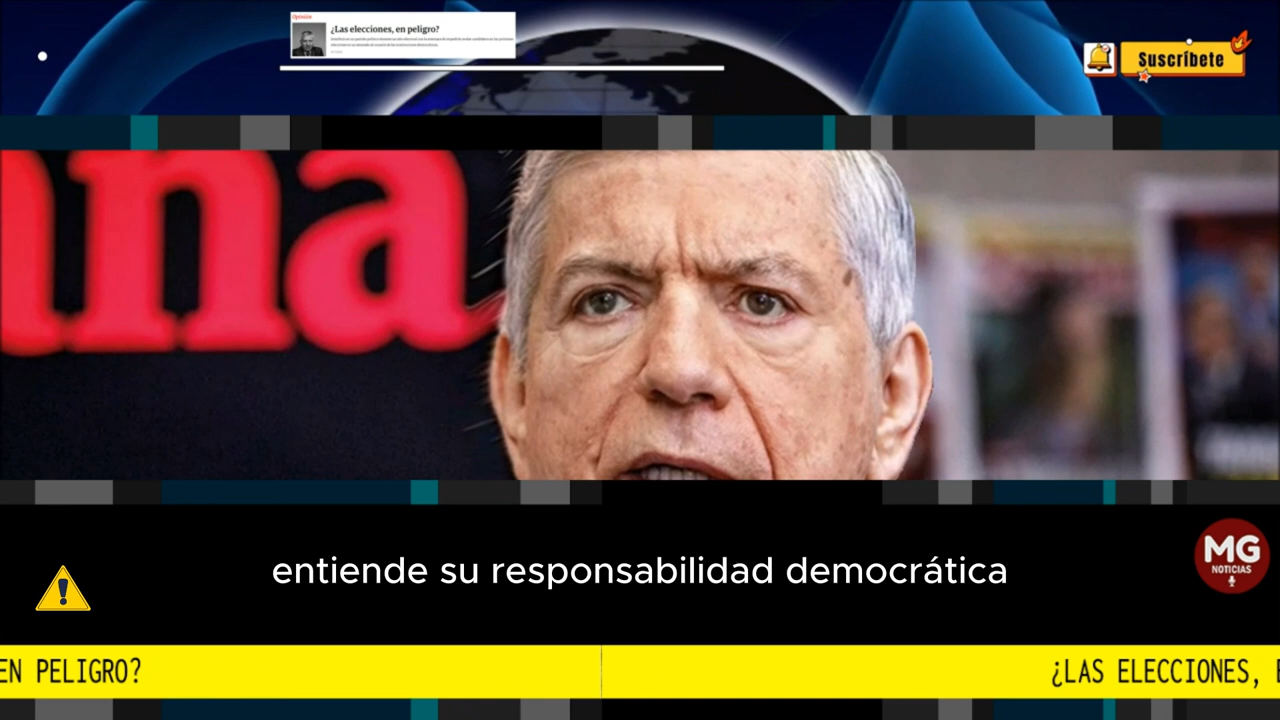 Opinión
¿Las elecciones, en peligro?
Suscríbete
ana
entiende su responsabilidad democrática
MG
NOTICIAS
EN PELIGRO?
¿LAS ELECCIONES, E